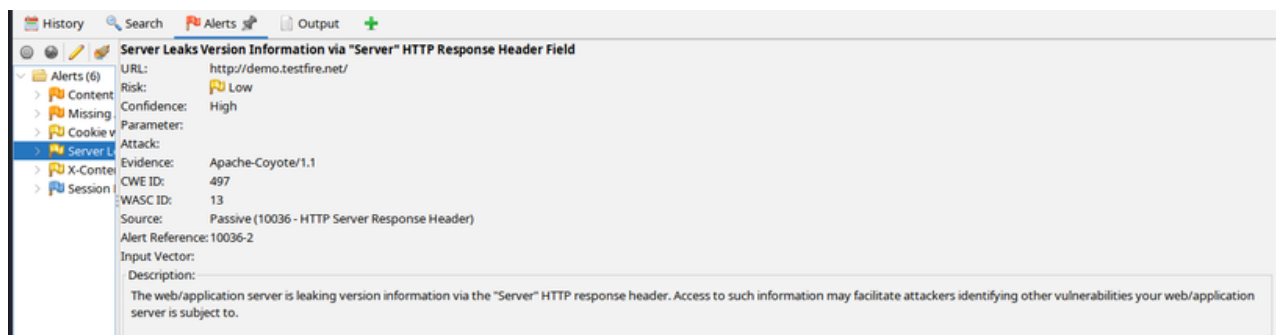 History Search Alerts Output
Server Leaks Version Information via "Server" HTTP Response Header Field
Alerts (6)
Content
Missing
Cookie
Server
X-Conte
Session
URL: http://demo.testfire.net/
Risk: Low
Confidence: High
Parameter:
Attack:
Evidence: Apache-Coyote/1.1
CWE ID: 497
WASC ID: 13
Source: Passive (10036 - HTTP Server Response Header)
Alert Reference: 10036-2
Input Vector:
Description:
The web/application server is leaking version information via the "Server" HTTP response header. Access to such information may facilitate attackers identifying other vulnerabilities your web/application
server is subject to.